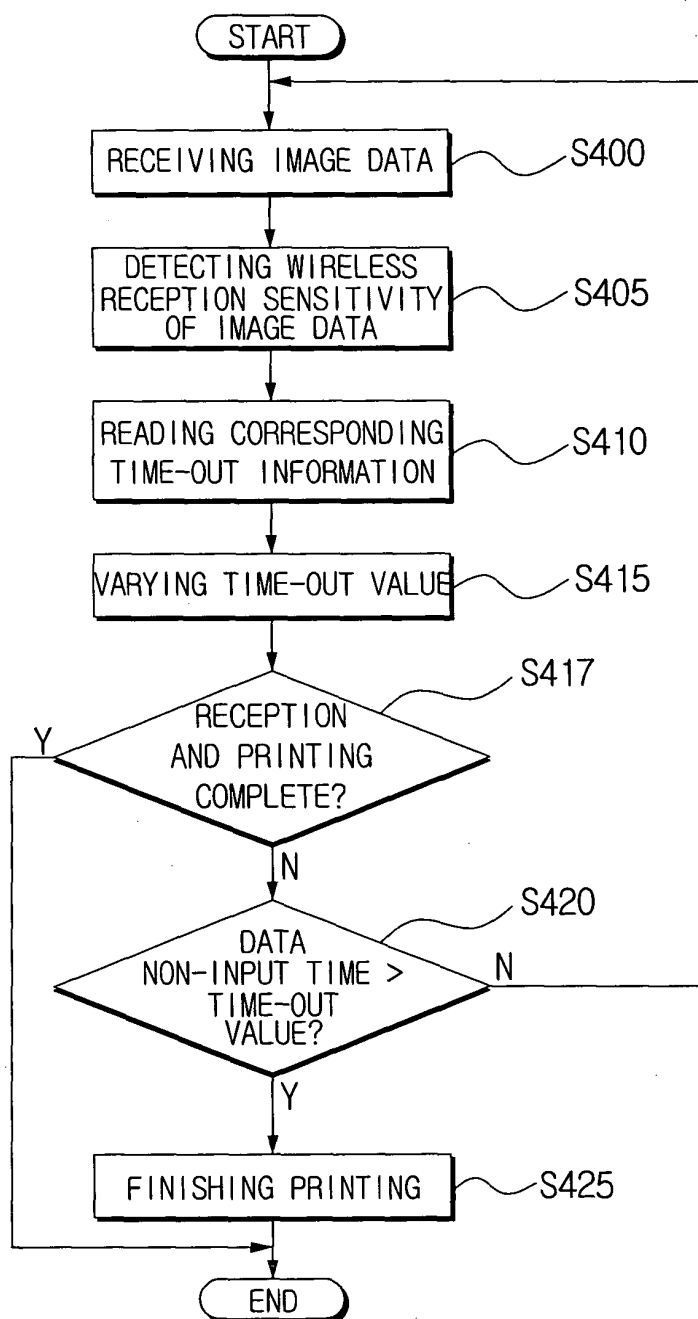 START
RECEIVING IMAGE DATA
S400
DETECTING WIRELESS
RECEPTION SENSITIVITY
OF IMAGE DATA
S405
READING CORRESPONDING
TIME-OUT INFORMATION
S410
VARYING TIME-OUT VALUE
S415
S417
RECEPTION
AND PRINTING
COMPLETE?
Y
N
S420
DATA
NON-INPUT TIME >
TIME-OUT
VALUE?
N
Y
FINISHING PRINTING
S425
END